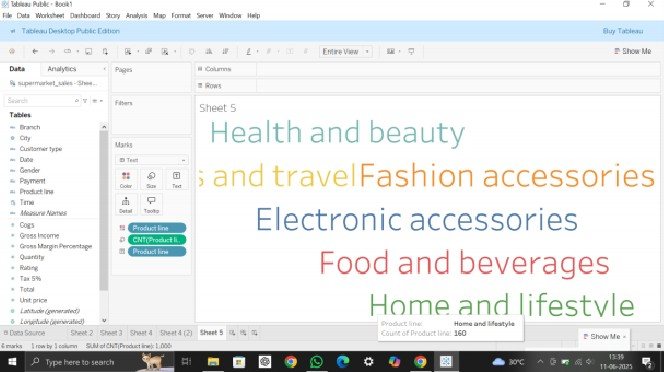 Tableau Public - Book1
File Data Worksheet Dashboard Story Analysis Map Format Server Window Help
Tableau Desktop Public Edition
Buy Tableau
Entire View
Show Me
Data Analytics
Pages
Columns
Rows
supermarket_sales - Shee...
Search
Filters
Tables
Branch
City
Customer type
Date
Gender
Payment
Product line
Time
Measure Names
Cogs
Gross Income
Gross Margin Percentage
Quantity
Rating
Tax 5%
Total
Unit price
Latitude (generated)
Longitude (generated)
Marks
Text
Color Size Text
Detail Tooltip
Product line
CNT(Product li..
Product line
Sheet 5
Health and beauty
s and travel Fashion accessories
Electronic accessories
Food and beverages
Home and lifestyle
Product line: Home and lifestyle
Count of Product line: 160
Show Me
Data Source Sheet 2 Sheet 3 Sheet 4 Sheet 4 (2) Sheet 5
6 marks 1 row by 1 column SUM of CNT(Product line): 1,000
Type here to search
30°C
11-06-2025